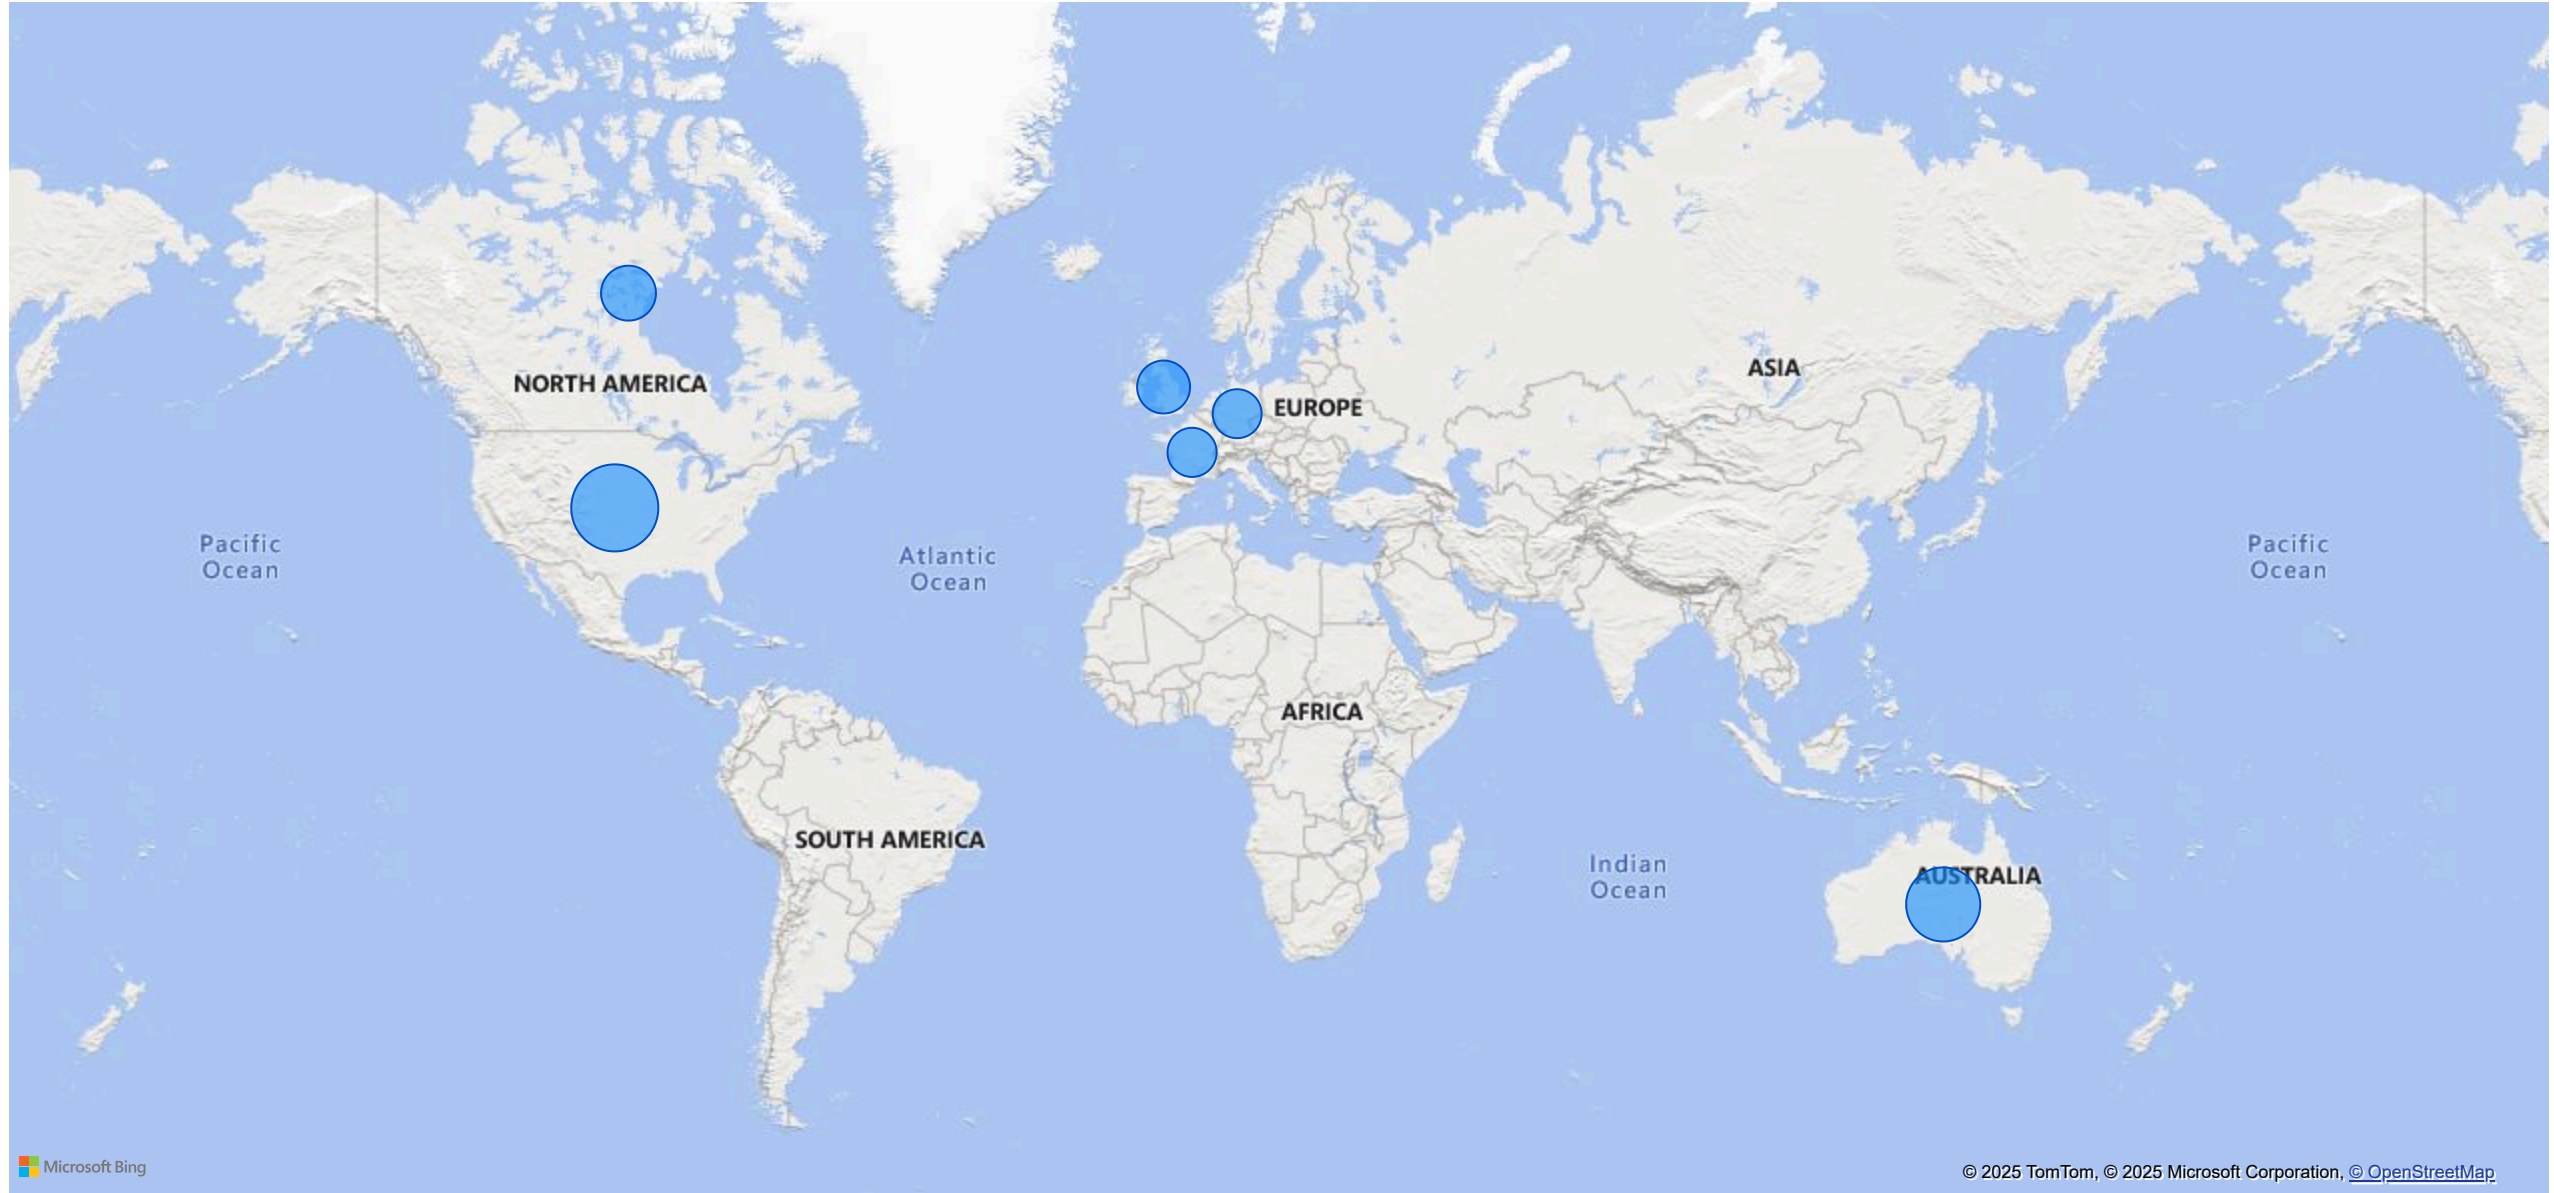 NORTH AMERICA
EUROPE
ASIA
Pacific
Ocean
Atlantic
Ocean
Pacific
Ocean
AFRICA
SOUTH AMERICA
Indian
Ocean
AUSTRALIA
Microsoft Bing
© 2025 TomTom, © 2025 Microsoft Corporation, © OpenStreetMap